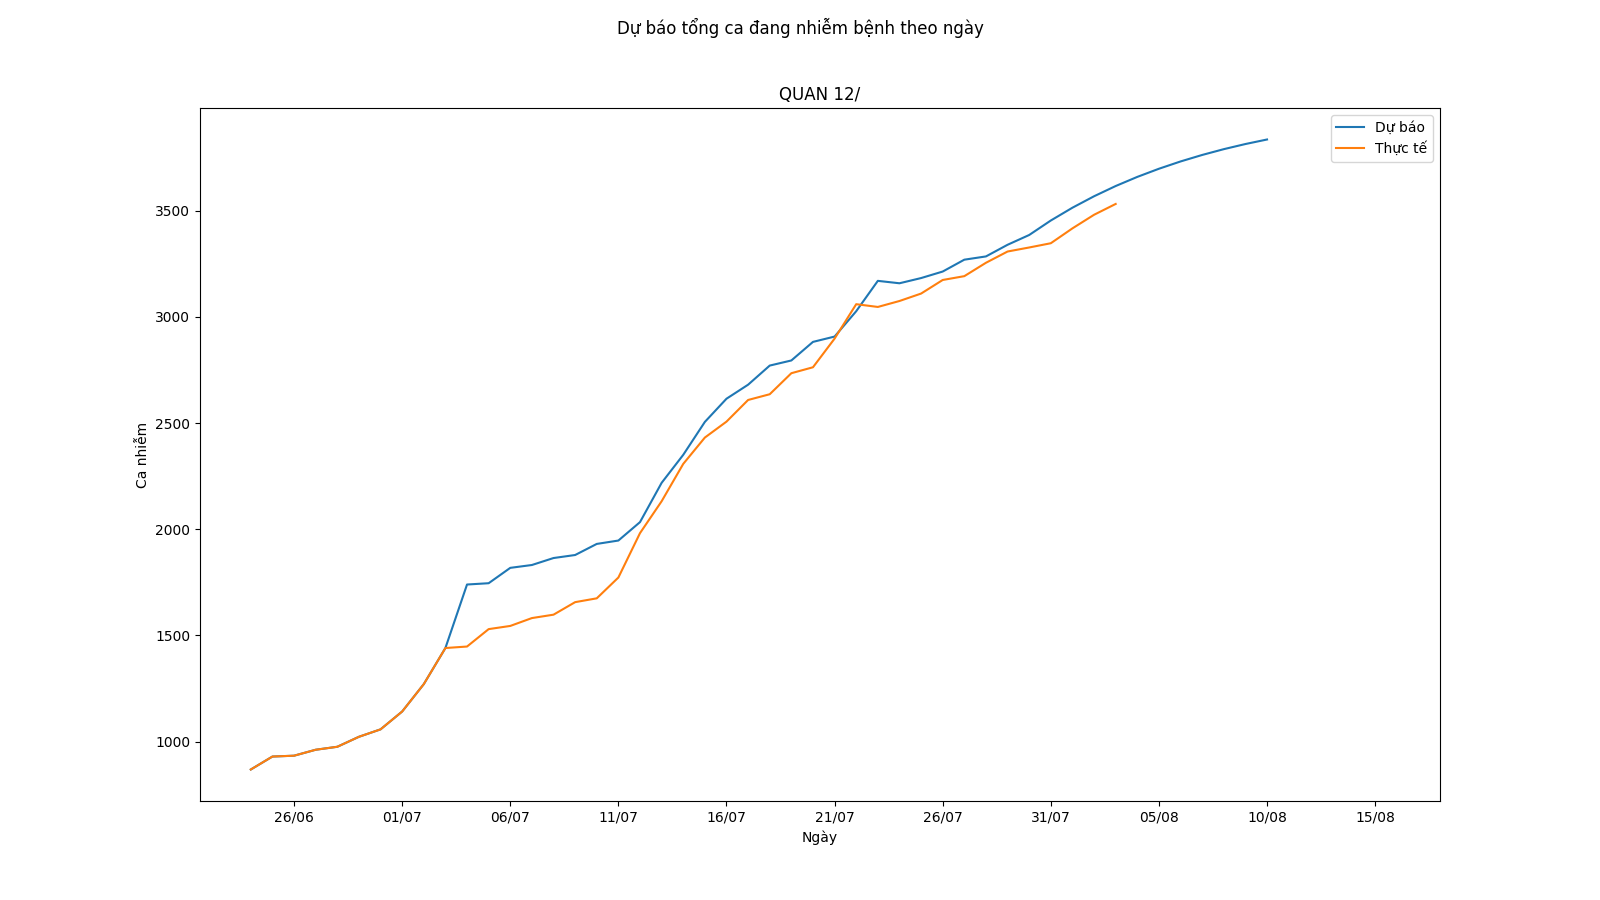 Dự báo tổng ca đang nhiễm bệnh theo ngày
QUAN 12/
Dự báo
Thực tế
Ca nhiễm
3500
3000
2500
2000
1500
1000
26/06 01/07 06/07 11/07 16/07 21/07 26/07 31/07 05/08 10/08 15/08
Ngày